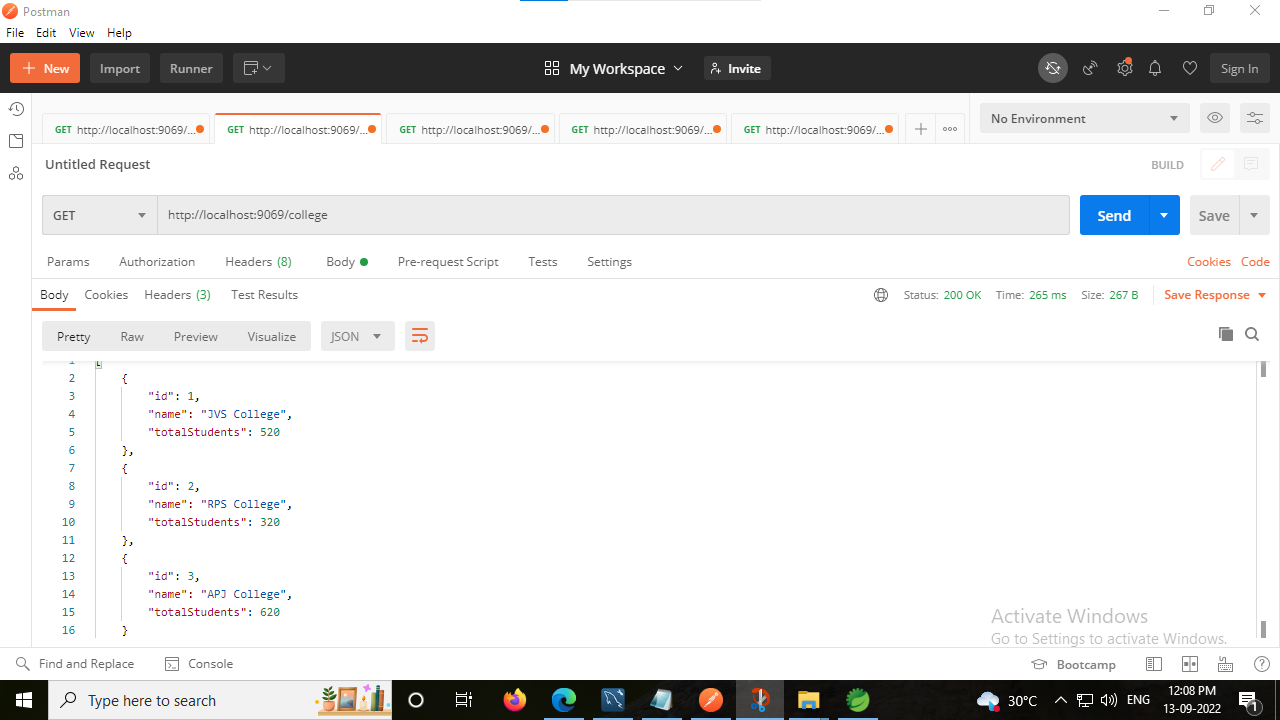 Postman
File Edit View Help
New Import Runner My Workspace Invite Sign In
GET http://localhost:9069/... GET http://localhost:9069/... GET http://localhost:9069/... GET http://localhost:9069/... GET http://localhost:9069/... No Environment
Untitled Request BUILD
GET http://localhost:9069/college Send Save
Params Authorization Headers (8) Body Pre-request Script Tests Settings Cookies Code
Body Cookies Headers (3) Test Results Status: 200 OK Time: 265 ms Size: 267 B Save Response
Pretty Raw Preview Visualize JSON
1 [
2 {
3 "id": 1,
4 "name": "JVS College",
5 "totalStudents": 520
6 },
7 {
8 "id": 2,
9 "name": "RPS College",
10 "totalStudents": 320
11 },
12 {
13 "id": 3,
14 "name": "APJ College",
15 "totalStudents": 620
16 }
Activate Windows
Go to Settings to activate Windows.
Find and Replace Console Bootcamp
Type here to search 30°C ENG 12:08 PM
13-09-2022 1